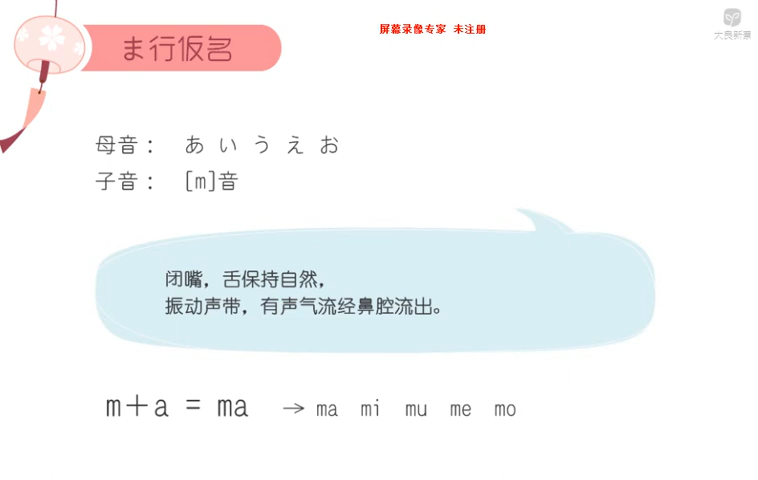 屏幕录像专家 未注册
ま行仮名
母音： あ い う え お
子音： [m]音
闭嘴，舌保持自然，
振动声带，有声气流经鼻腔流出。
m+a = ma → ma mi mu me mo